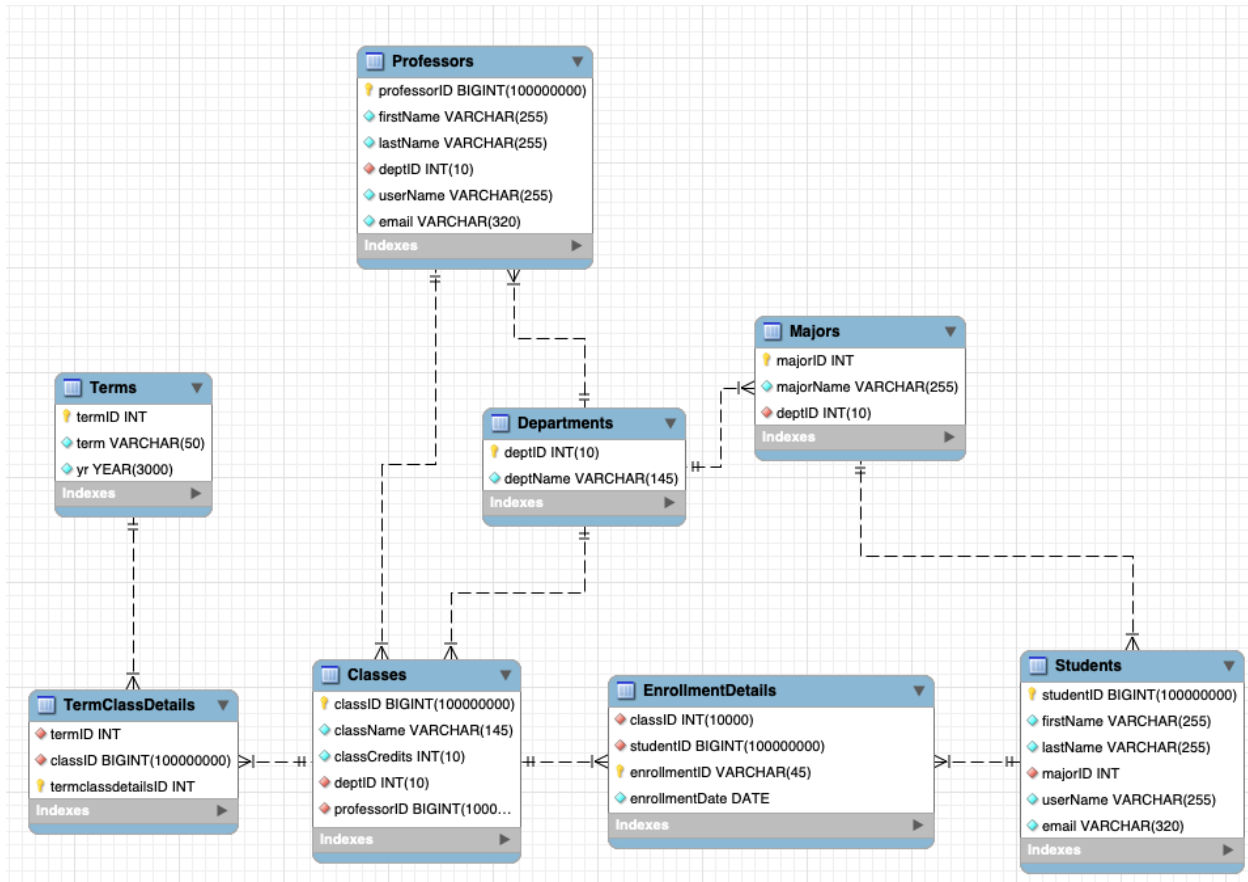 Professors
professorID BIGINT(100000000)
firstName VARCHAR(255)
lastName VARCHAR(255)
deptID INT(10)
userName VARCHAR(255)
email VARCHAR(320)
Indexes
Majors
majorID INT
majorName VARCHAR(255)
deptID INT(10)
Indexes
Terms
termID INT
term VARCHAR(50)
yr YEAR(3000)
Indexes
Departments
deptID INT(10)
deptName VARCHAR(145)
Indexes
TermClassDetails
termID INT
classID BIGINT(100000000)
termclassdetailsID INT
Indexes
Classes
classID BIGINT(100000000)
className VARCHAR(145)
classCredits INT(10)
deptID INT(10)
professorID BIGINT(1000...
Indexes
EnrollmentDetails
classID INT(10000)
studentID BIGINT(100000000)
enrollmentID VARCHAR(45)
enrollmentDate DATE
Indexes
Students
studentID BIGINT(100000000)
firstName VARCHAR(255)
lastName VARCHAR(255)
majorID INT
userName VARCHAR(255)
email VARCHAR(320)
Indexes